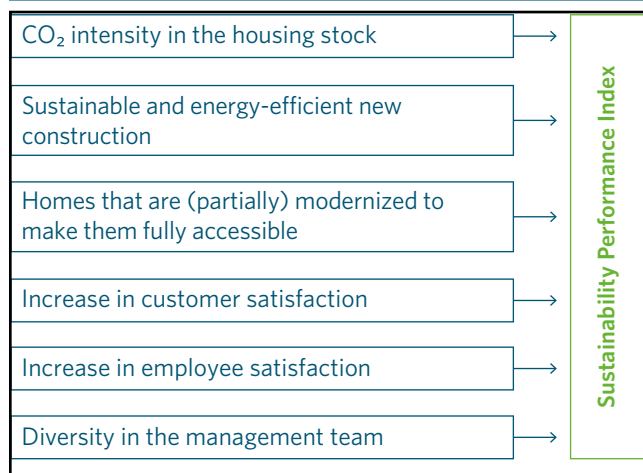 CO₂ intensity in the housing stock
Sustainable and energy-efficient new
construction
Homes that are (partially) modernized to
make them fully accessible
Increase in customer satisfaction
Increase in employee satisfaction
Diversity in the management team
Sustainability Performance Index